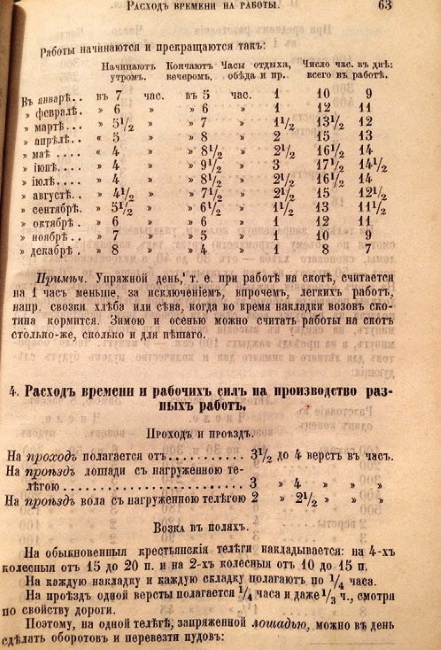 Расходъ времени на работы. 63
Работы начинаются и прекращаются такъ:
Начинаютъ Кончаютъ Часы отдыха, Число час. въ днѣ:
утромъ. вечеромъ, обѣда и пр. всего въ работѣ.
Въ январѣ.. въ 7 час. въ 5 час. 1 10 9
» февралѣ. » 6 » » 6 » 1 12 11
» мартѣ... » 5½ » » 7 » 1½ 13½ 12
» апрѣлѣ.. » 5 » » 8 » 2 15 13
» маѣ .... » 4 » » 8½ » 2½ 16½ 14
» іюнѣ.... » 4 » » 9½ » 3 17½ 14½
» іюлѣ.... » 4 » » 8½ » 2½ 16½ 14
» августѣ.. » 4½ » » 7½ » 2½ 15 12½
» сентябрѣ. » 5½ » » 6½ » 1½ 13 11½
» октябрѣ . » 6 » » 6 » 1 12 11
» ноябрѣ.. » 7 » » 5 » 1 10 9
» декабрѣ . » 8 » » 4 » 1 8 7
Примѣч. Упряжной день, т. е. при работѣ на скотѣ, считается
на 1 часъ меньше, за исключеніемъ, впрочемъ, легкихъ работъ,
напр. свозки хлѣба или сѣна, когда во время накладки возовъ ско-
тина кормится. Зимою и осенью можно считать работы на скотѣ
столько-же, сколько и для пѣшаго.
4. Расходъ времени и рабочихъ силъ на производство раз-
ныхъ работъ.
Проходъ и проѣздъ.
На проходъ полагается отъ........... 3½ до 4 верстъ въ часъ.
На проѣздъ лошади съ нагруженною те-
лѣгою ........................ 3 » 4 » »
На проѣздъ вола съ нагруженною телѣгою 2 » 2½ » »
Возка въ поляхъ.
На обыкновенныя крестьянскія телѣги накладывается: на 4-хъ
колесныя отъ 15 до 20 п. и на 2-хъ колесныя отъ 10 до 15 п.
На каждую накладку и каждую складку полагаютъ по ¼ часа.
На проѣздъ одной версты полагается ¼ часа и даже ⅓ ч., смотря
по свойству дороги.
Поэтому, на одной телѣгѣ, запряженной лошадью, можно въ день
сдѣлать оборотовъ и перевезти пудовъ: